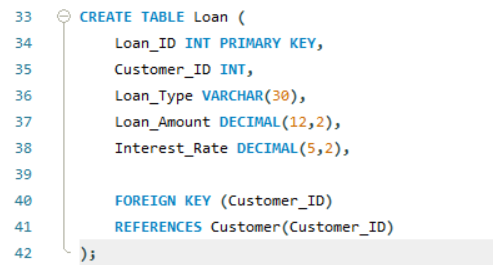 33 CREATE TABLE Loan (
34 Loan_ID INT PRIMARY KEY,
35 Customer_ID INT,
36 Loan_Type VARCHAR(30),
37 Loan_Amount DECIMAL(12,2),
38 Interest_Rate DECIMAL(5,2),
39
40 FOREIGN KEY (Customer_ID)
41 REFERENCES Customer(Customer_ID)
42 );